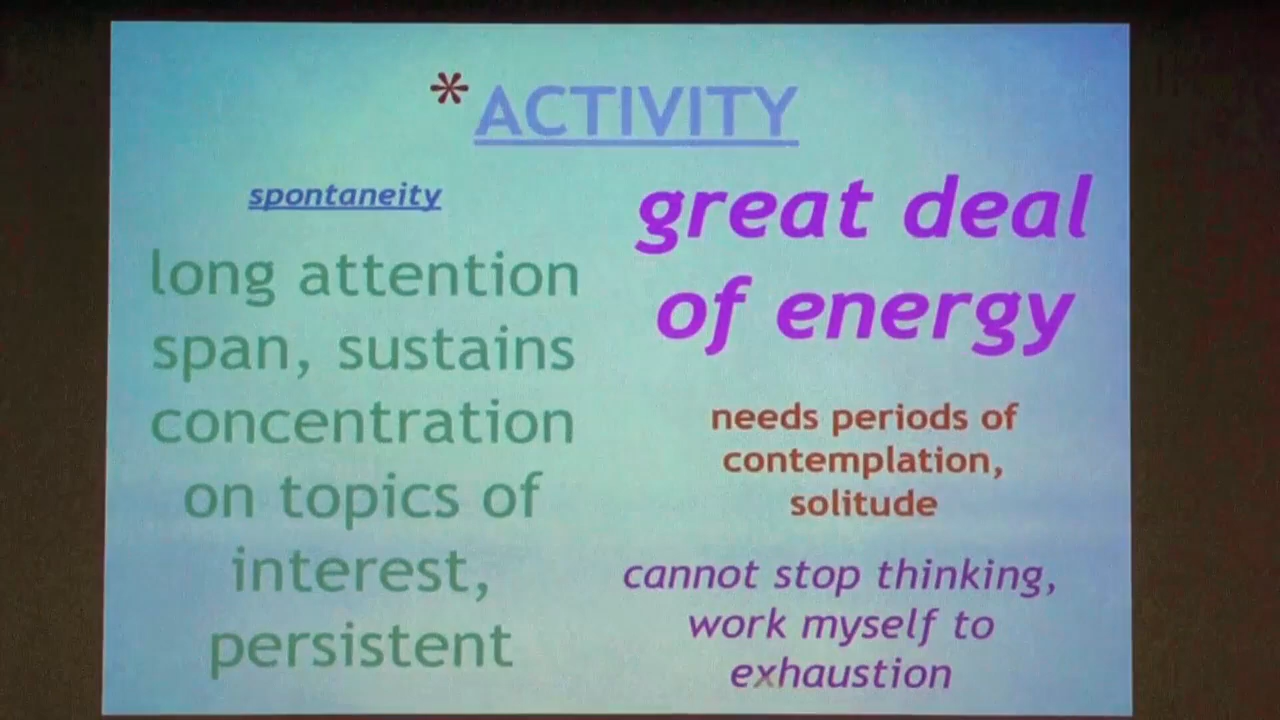 *ACTIVITY
spontaneity
long attention
span, sustains
concentration
on topics of
interest,
persistent
great deal
of energy
needs periods of
contemplation,
solitude
cannot stop thinking,
work myself to
exhaustion